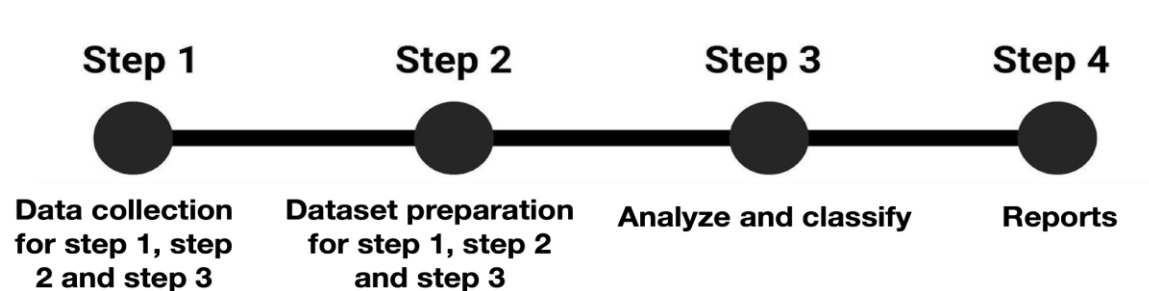 Step 1
Step 2
Step 3
Step 4
Data collection
for step 1, step
2 and step 3
Dataset preparation
for step 1, step 2
and step 3
Analyze and classify
Reports